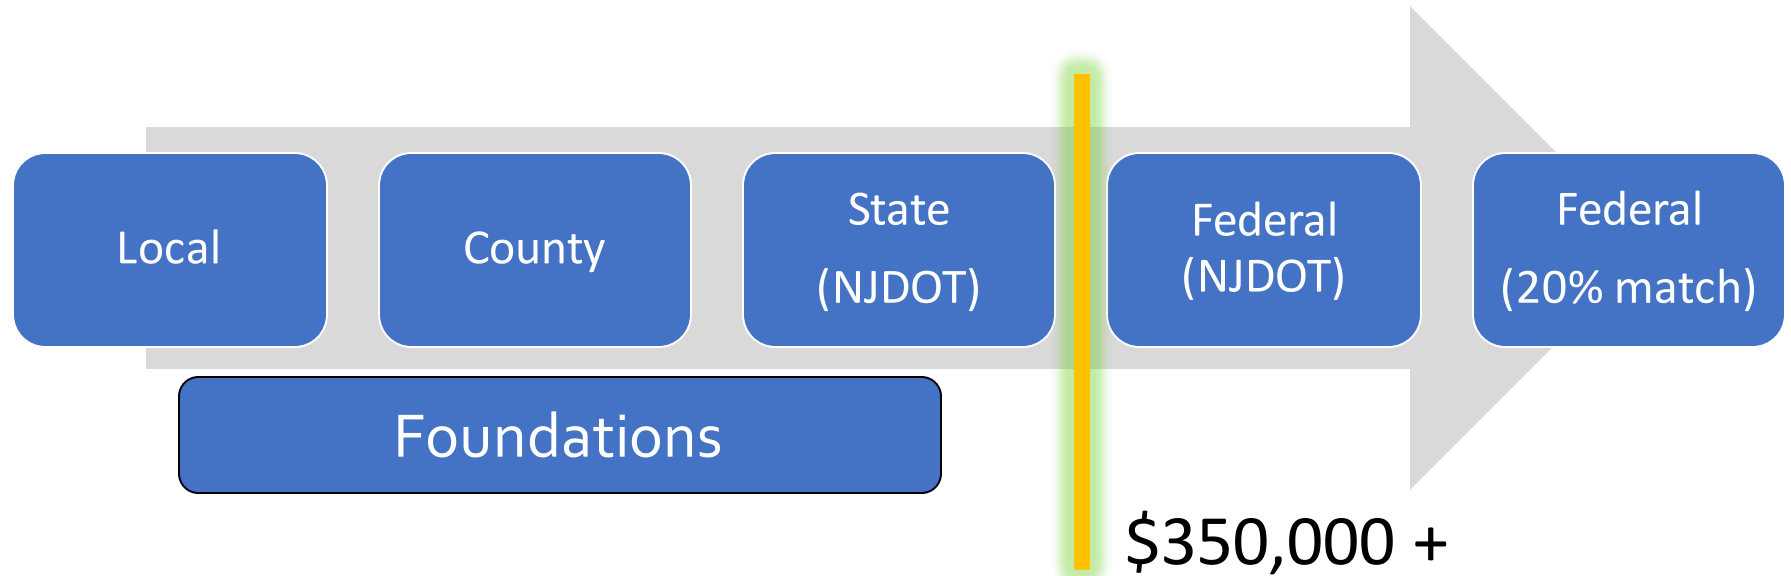 Local
County
State
(NJDOT)
Federal
(NJDOT)
Federal
(20% match)
Foundations
$350,000 +